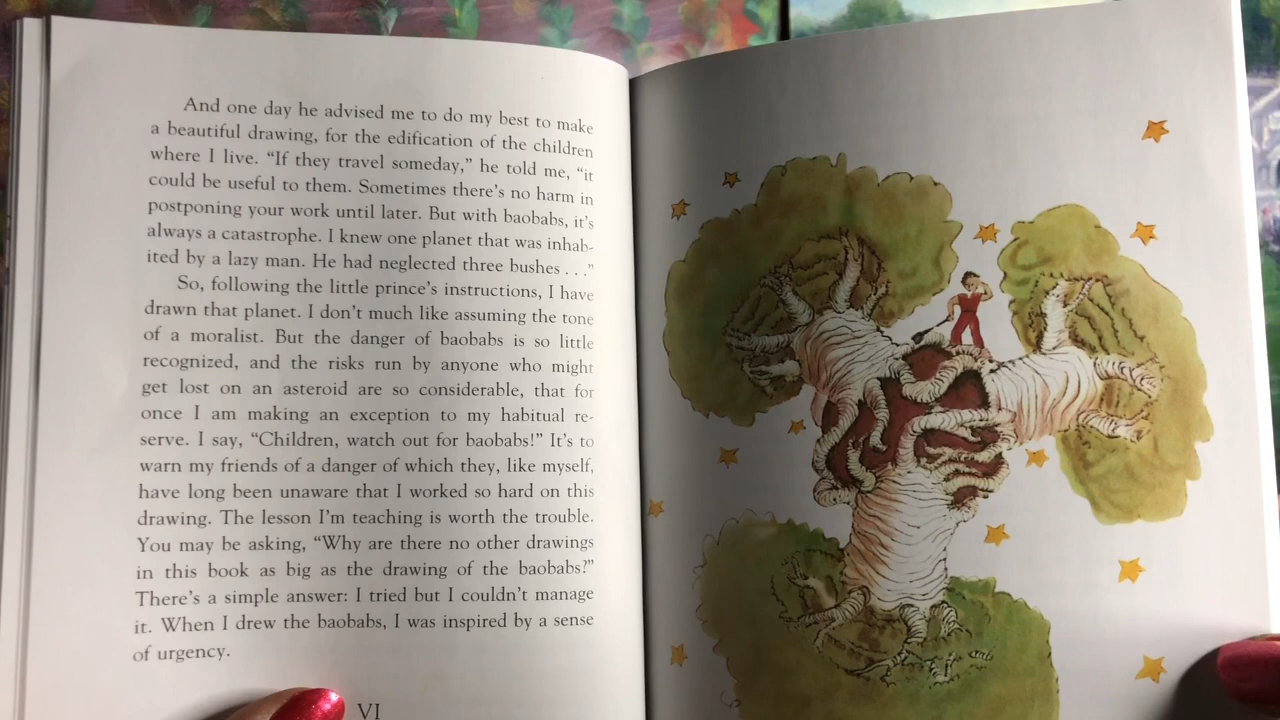 And one day he advised me to do my best to make
a beautiful drawing, for the edification of the children
where I live. “If they travel someday,” he told me, “it
could be useful to them. Sometimes there’s no harm in
postponing your work until later. But with baobabs, it’s
always a catastrophe. I knew one planet that was inhab-
ited by a lazy man. He had neglected three bushes . . .”
So, following the little prince’s instructions, I have
drawn that planet. I don’t much like assuming the tone
of a moralist. But the danger of baobabs is so little
recognized, and the risks run by anyone who might
get lost on an asteroid are so considerable, that for
once I am making an exception to my habitual re-
serve. I say, “Children, watch out for baobabs!” It’s to
warn my friends of a danger of which they, like myself,
have long been unaware that I worked so hard on this
drawing. The lesson I’m teaching is worth the trouble.
You may be asking, “Why are there no other drawings
in this book as big as the drawing of the baobabs?”
There’s a simple answer: I tried but I couldn’t manage
it. When I drew the baobabs, I was inspired by a sense
of urgency.
VI